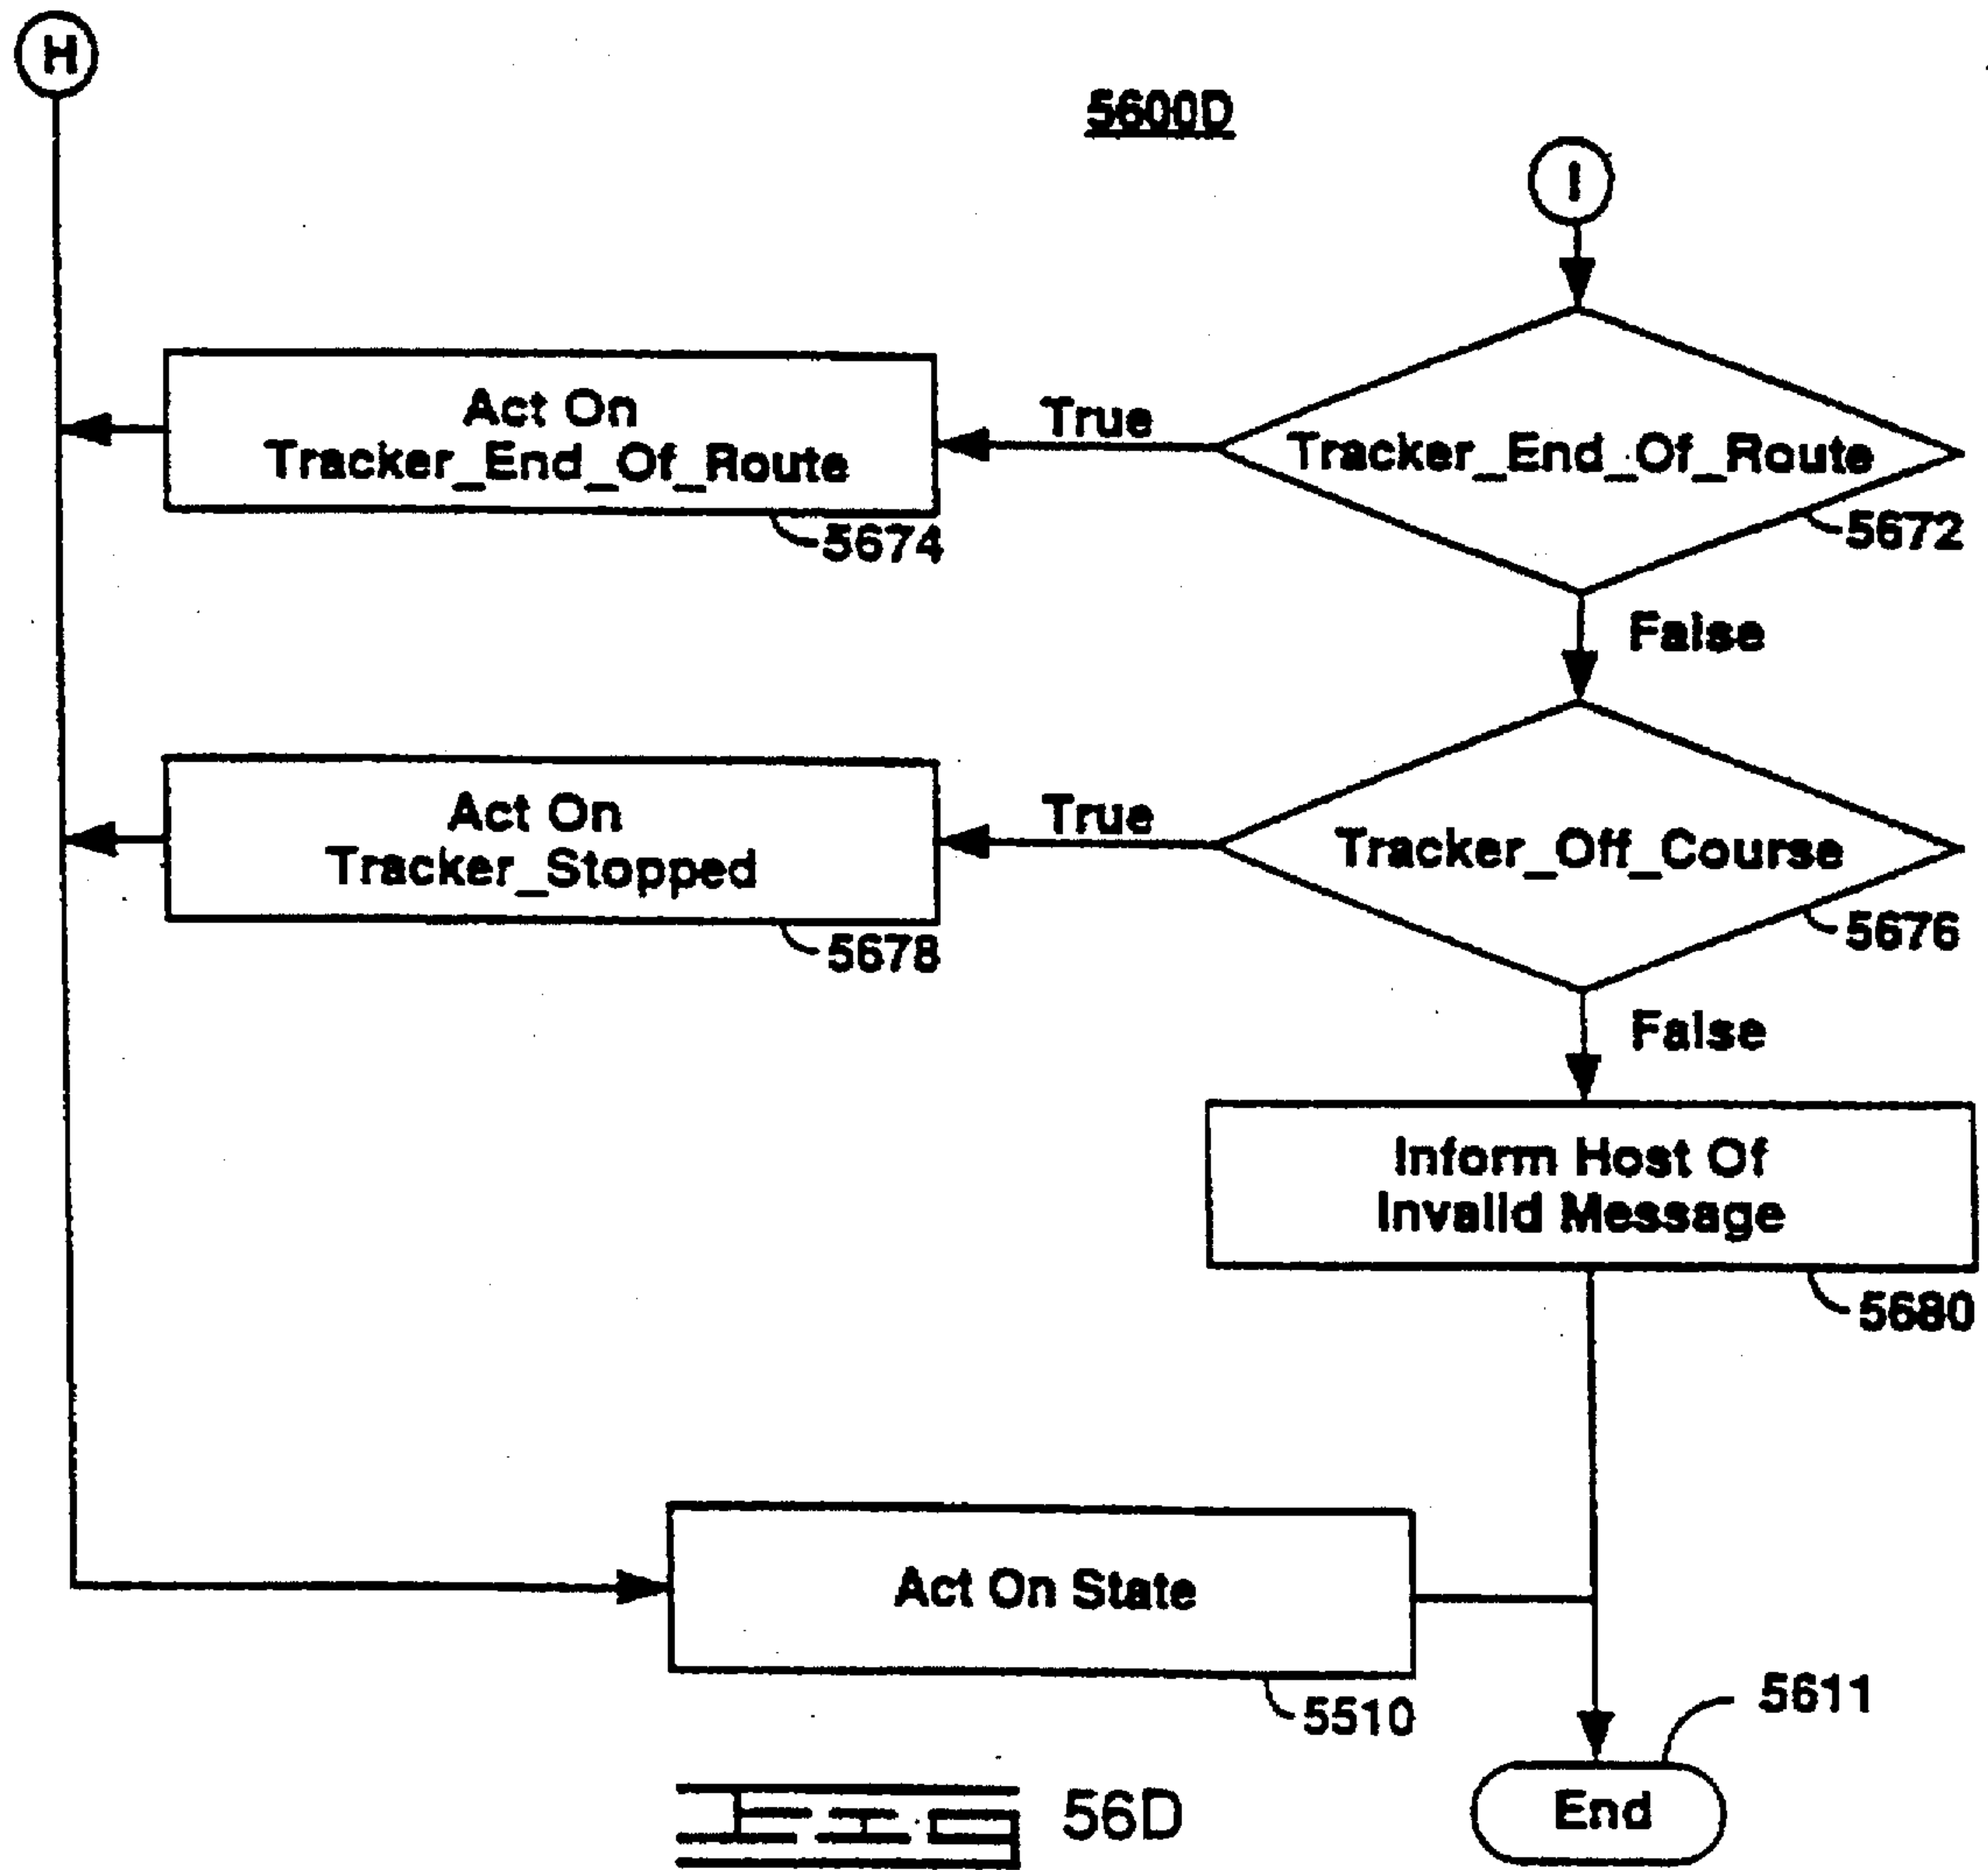 H
5600D
I
Act On
Tracker_End_Of_Route
5674
True
Tracker_End_Of_Route
5672
False
Act On
Tracker_Stopped
5678
True
Tracker_Off_Course
5676
False
Inform Host Of
Invalid Message
5680
Act On State
5510
5611
End
FIG 56D